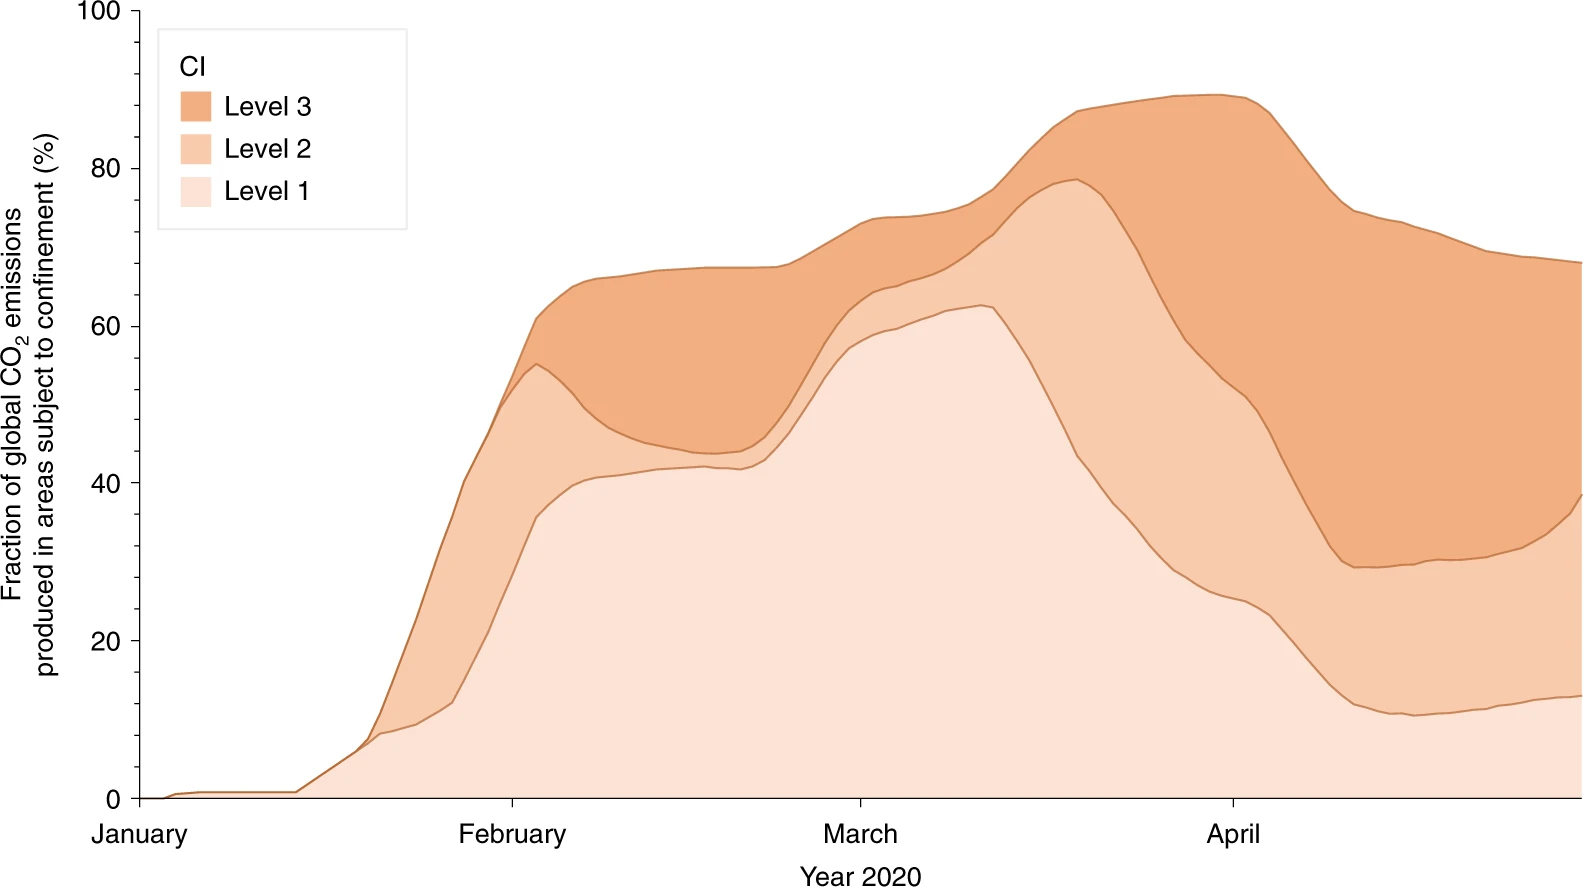 Fraction of global CO2 emissions
produced in areas subject to confinement (%)
100
80
60
40
20
0
CI
Level 3
Level 2
Level 1
January
February
March
April
Year 2020